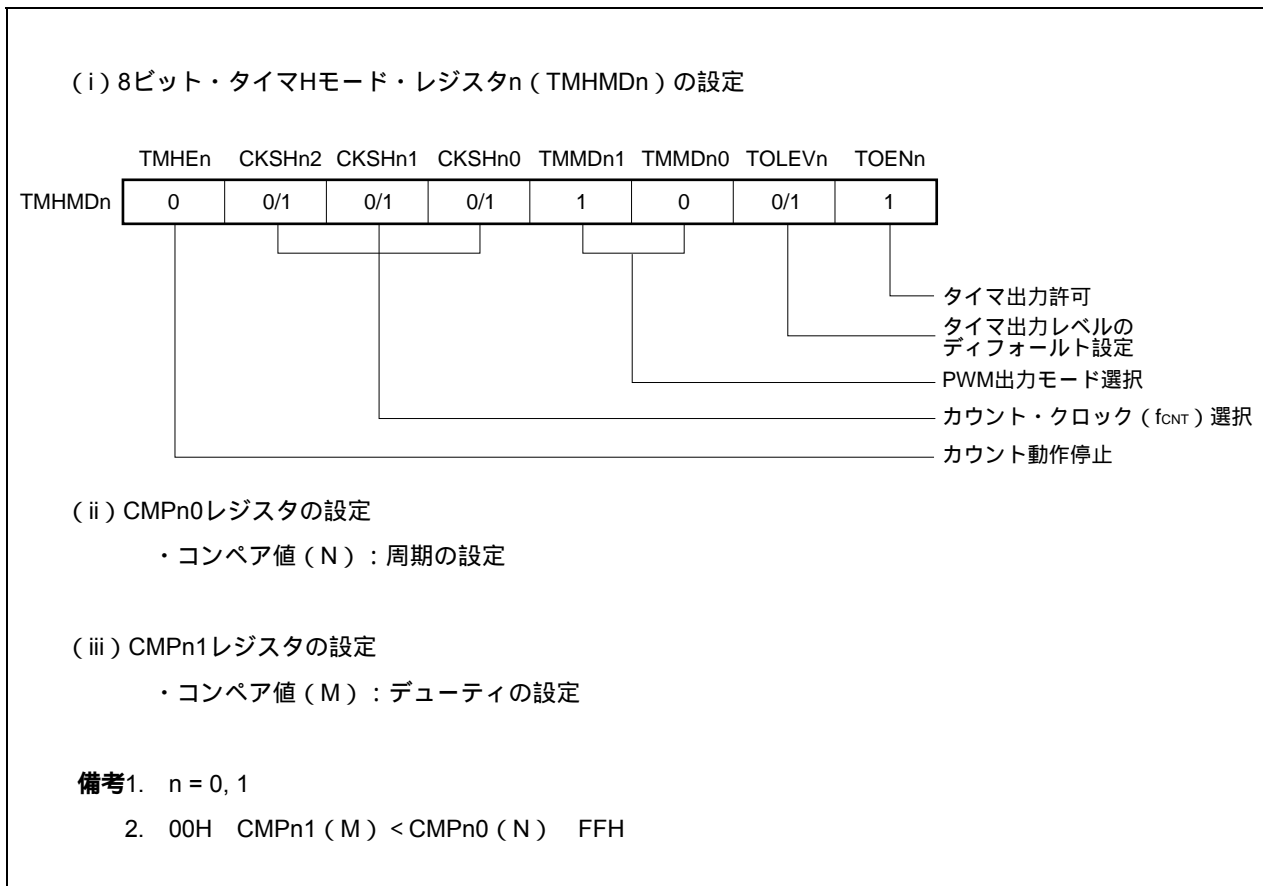 (i)8ビット・タイマHモード・レジスタn(TMHMDn)の設定
TMHEn CKSHn2 CKSHn1 CKSHn0 TMMDn1 TMMDn0 TOLEVn TOENn
TMHMDn 0 0/1 0/1 0/1 1 0 0/1 1
タイマ出力許可
タイマ出力レベルの
ディフォールト設定
PWM出力モード選択
カウント・クロック(fCNT)選択
カウント動作停止
(ii)CMPn0レジスタの設定
・コンペア値(N):周期の設定
(iii)CMPn1レジスタの設定
・コンペア値(M):デューティの設定
備考1. n = 0, 1
2. 00H CMPn1(M)<CMPn0(N) FFH